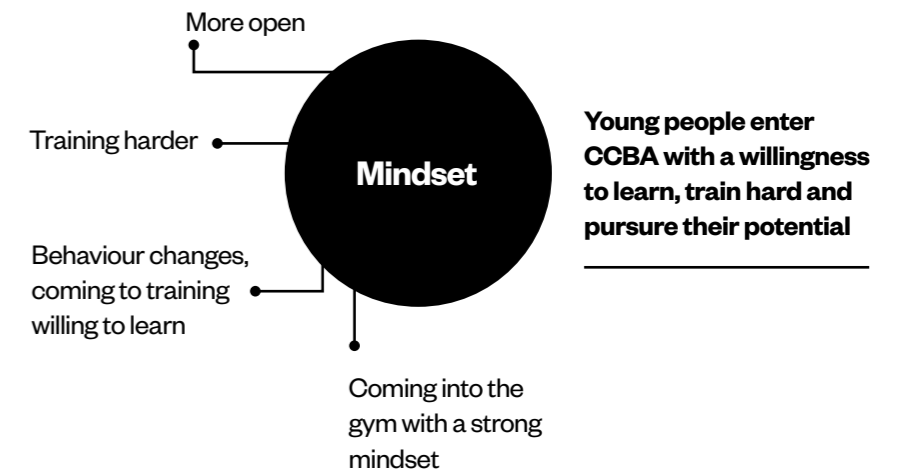 More open
Training harder
Behaviour changes,
coming to training
willing to learn
Coming into the
gym with a strong
mindset
Mindset
Young people enter
CCBA with a willingness
to learn, train hard and
pursure their potential